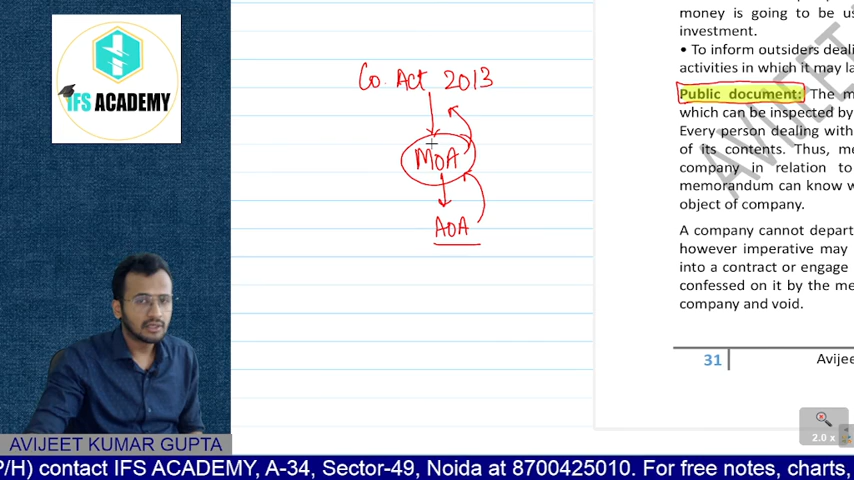 IFS ACADEMY
Co. Act 2013
MOA
AOA
money is going to be us
investment.
• To inform outsiders deali
activities in which it may la
Public document: The m
which can be inspected by
Every person dealing with
of its contents. Thus, me
company in relation to
memorandum can know w
object of company.
A company cannot depart
however imperative may
into a contract or engage
confessed on it by the me
company and void.
31
Avijee
AVIJEET
2.0 x
AVIJEET KUMAR GUPTA
P/H) contact IFS ACADEMY, A-34, Sector-49, Noida at 8700425010. For free notes, charts,